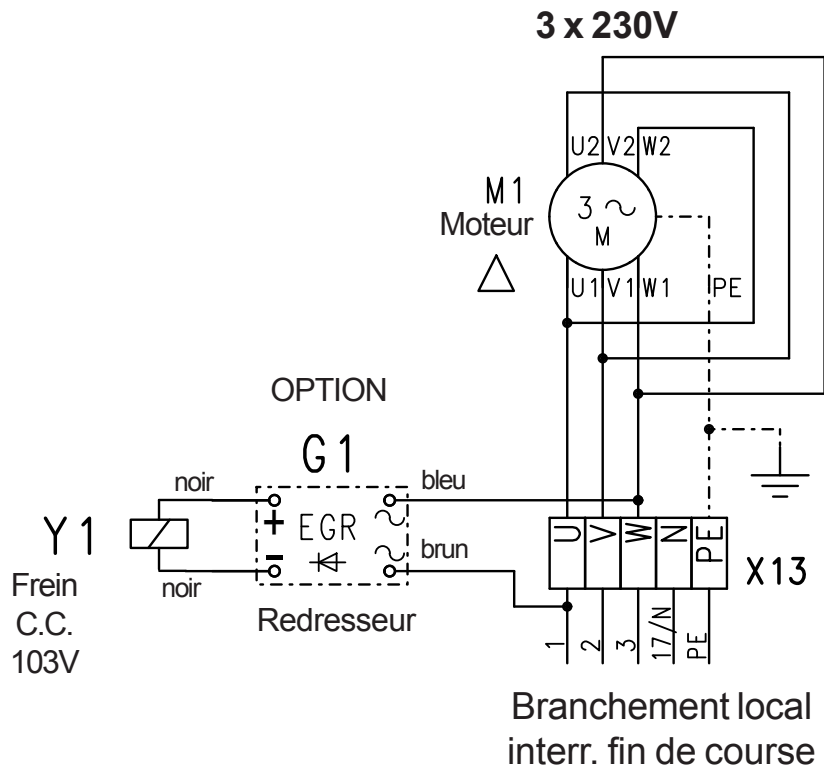 3 x 230V
U2 V2 W2
M1
Moteur
3 ~
M
U1 V1 W1 PE
OPTION
G1
noir
bleu
+ EGR ~
Y1
- ~
brun
noir
U V W N PE
X13
Frein
C.C.
103V
Redresseur
1 2 3 17/N PE
Branchement local
interr. fin de course